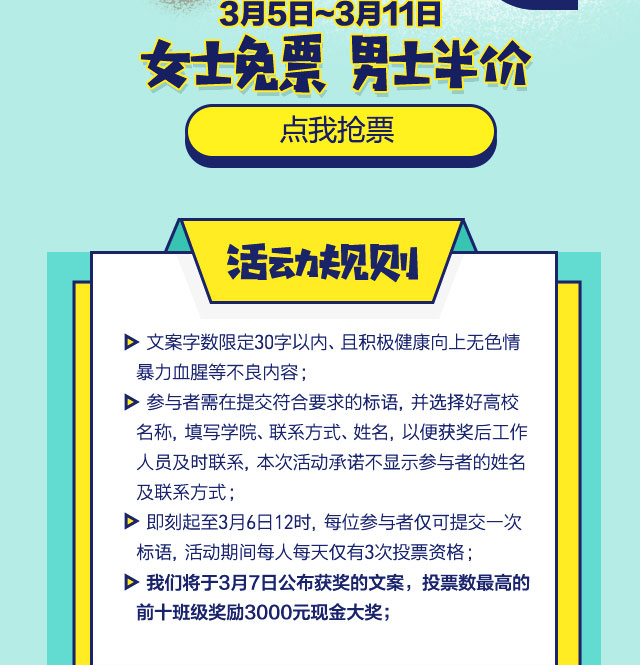 3月5日~3月11日
女士免票 男士半价
点我抢票
活动规则
文案字数限定30字以内、且积极健康向上无色情
暴力血腥等不良内容；
参与者需在提交符合要求的标语, 并选择好高校
名称, 填写学院、联系方式、姓名, 以便获奖后工作
人员及时联系, 本次活动承诺不显示参与者的姓名
及联系方式；
即刻起至3月6日12时, 每位参与者仅可提交一次
标语, 活动期间每人每天仅有3次投票资格；
我们将于3月7日公布获奖的文案，投票数最高的
前十班级奖励3000元现金大奖；